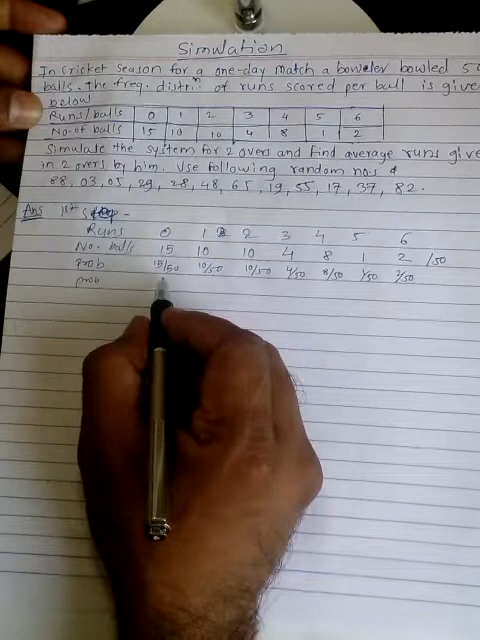 Simulation
In Cricket season for a one-day match a bowler bowled 50
balls. The freq. distri of runs scored per ball is give
below
Runs/balls 0 1 2 3 4 5 6
No. of balls 15 10 10 4 8 1 2
Simulate the system for 2 overs and find average runs give
in 2 overs by him. Use following random nos
88, 03, 05, 29, 28, 48, 65, 19, 55, 17, 37, 82.
Ans 1st -
Runs 0 1 2 3 4 5 6
No. balls 15 10 10 4 8 1 2 /50
Prob 15/50 10/50 10/50 4/50 8/50 1/50 2/50
prob